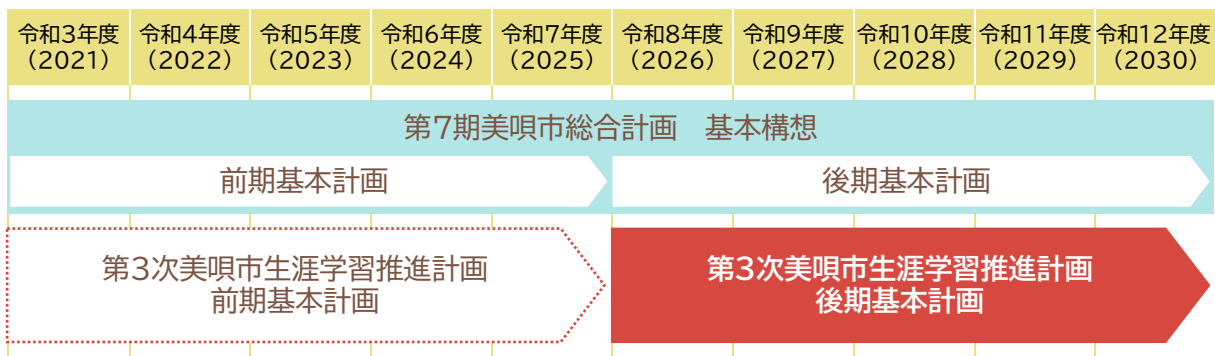 令和3年度 令和4年度 令和5年度 令和6年度 令和7年度 令和8年度 令和9年度 令和10年度 令和11年度 令和12年度
（2021） （2022） （2023） （2024） （2025） （2026） （2027） （2028） （2029） （2030）
第7期美唄市総合計画　基本構想
前期基本計画 後期基本計画
第3次美唄市生涯学習推進計画 第3次美唄市生涯学習推進計画
前期基本計画 後期基本計画